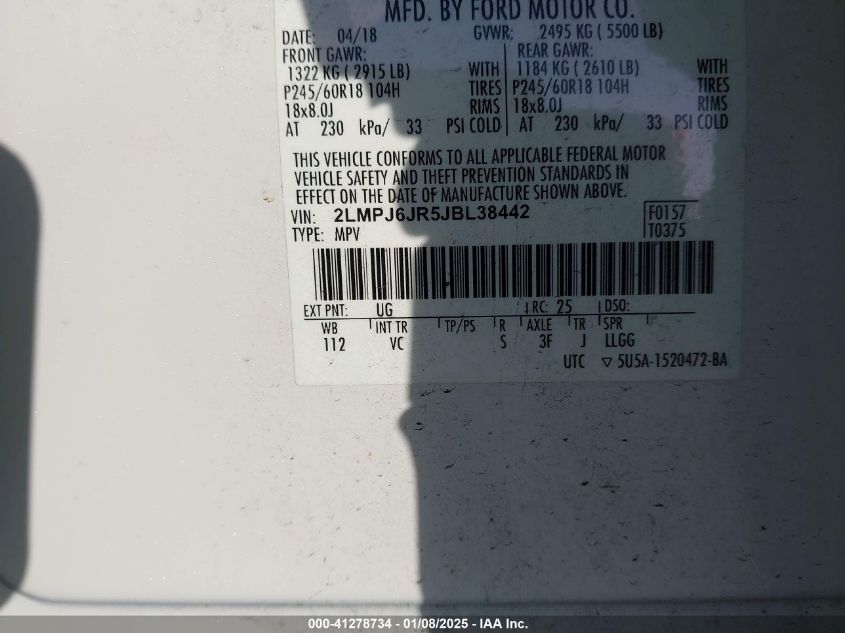 MFD. BY FORD MOTOR CO.
DATE: 04/18 GVWR: 2495 KG ( 5500 LB)
FRONT GAWR: REAR GAWR:
1322 KG ( 2915 LB) WITH 1184 KG ( 2610 LB) WITH
P245/60R18 104H TIRES P245/60R18 104H TIRES
18x8.0J RIMS 18x8.0J RIMS
AT 230 kPa/ 33 PSI COLD AT 230 kPa/ 33 PSI COLD
THIS VEHICLE CONFORMS TO ALL APPLICABLE FEDERAL MOTOR
VEHICLE SAFETY AND THEFT PREVENTION STANDARDS IN
EFFECT ON THE DATE OF MANUFACTURE SHOWN ABOVE.
VIN: 2LMPJ6JR5JBL38442 F0157
TYPE: MPV T0375
EXT PNT: UG RC: 25 DSO:
WB INT TR TP/PS R AXLE TR SPR
112 VC S 3F J LLGG
UTC ▽ 5U5A-1520472-BA
000-41278734 - 01/08/2025 - IAA Inc.